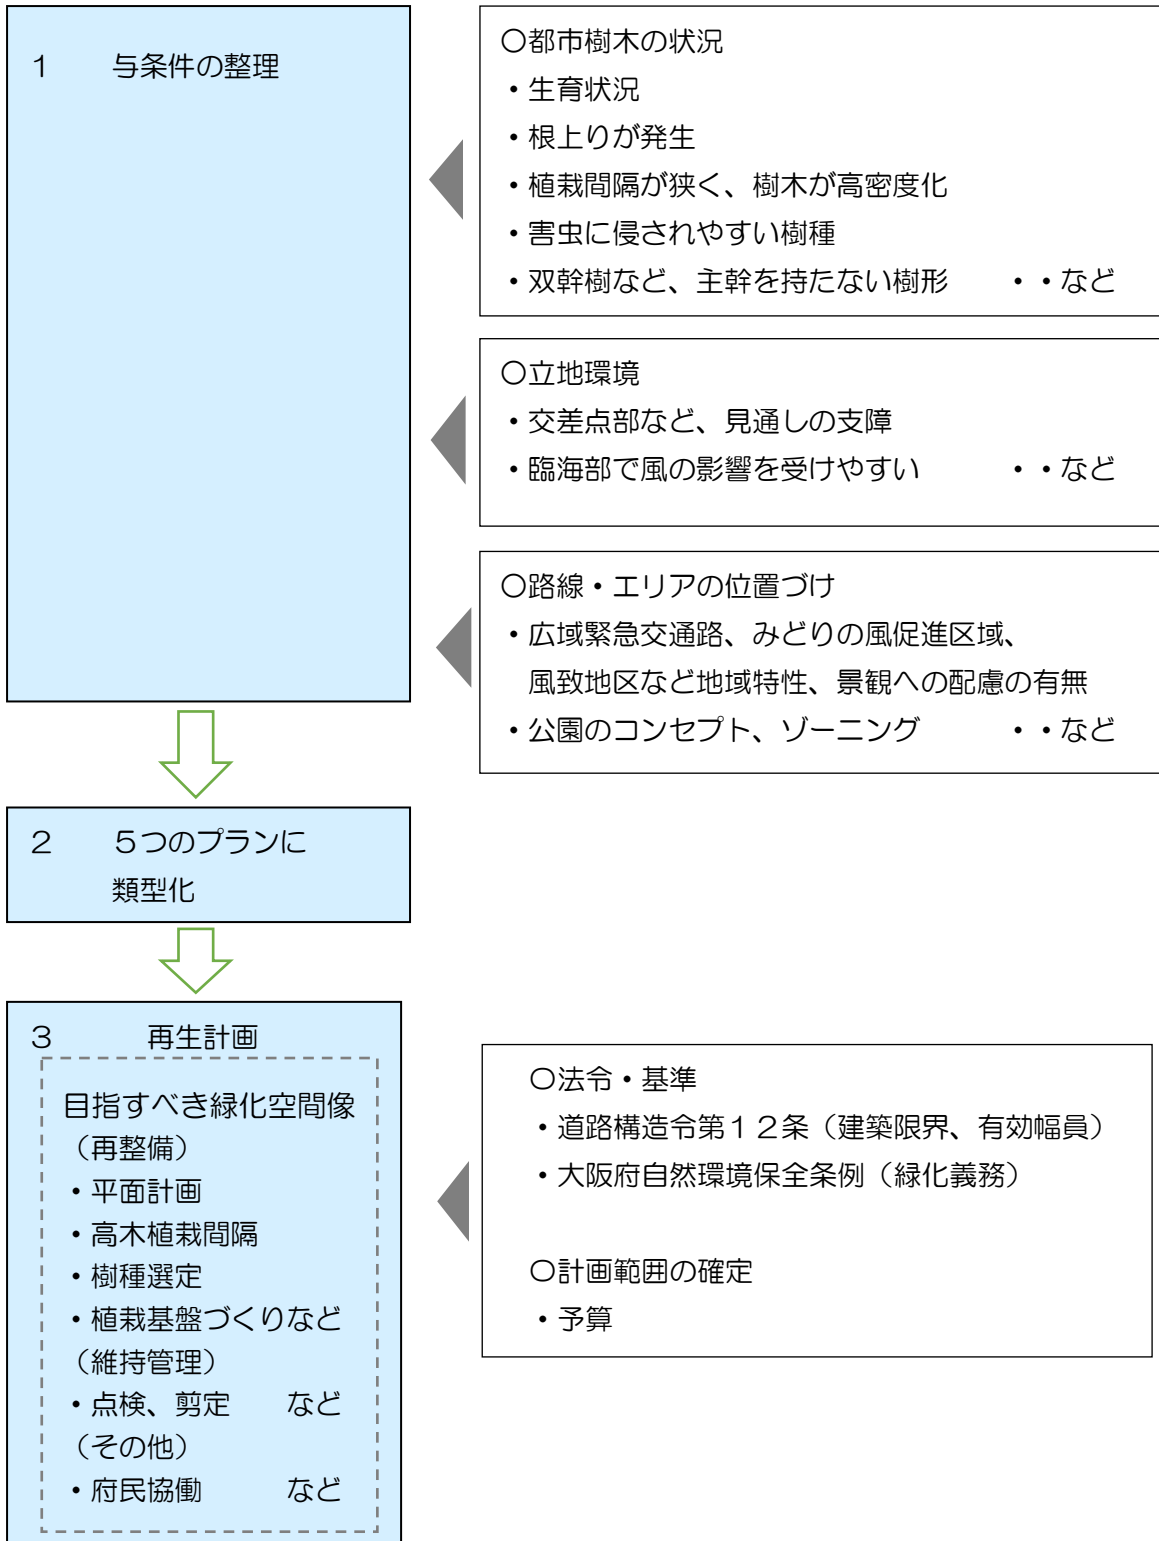 １　　与条件の整理
〇都市樹木の状況
・生育状況
・根上りが発生
・植栽間隔が狭く、樹木が高密度化
・害虫に侵されやすい樹種
・双幹樹など、主幹を持たない樹形　　・・など
〇立地環境
・交差点部など、見通しの支障
・臨海部で風の影響を受けやすい　　　・・など
〇路線・エリアの位置づけ
・広域緊急交通路、みどりの風促進区域、
風致地区など地域特性、景観への配慮の有無
・公園のコンセプト、ゾーニング　　　・・など
２　　５つのプランに
類型化
３　　　再生計画
目指すべき緑化空間像
（再整備）
・平面計画
・高木植栽間隔
・樹種選定
・植栽基盤づくりなど
（維持管理）
・点検、剪定　　など
（その他）
・府民協働　　　など
〇法令・基準
・道路構造令第１２条（建築限界、有効幅員）
・大阪府自然環境保全条例（緑化義務）
〇計画範囲の確定
・予算